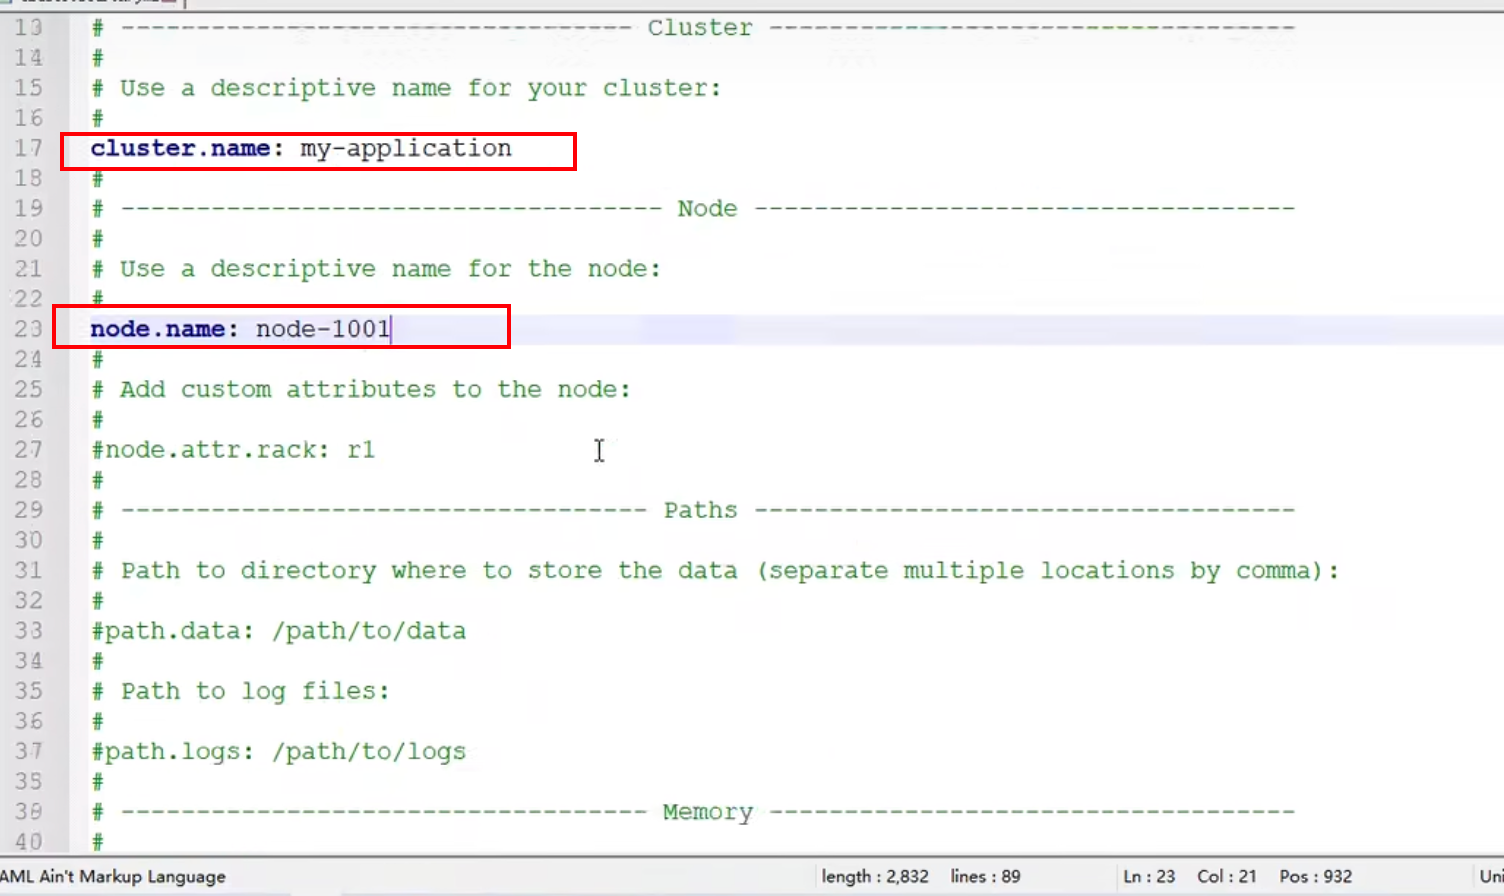 13 # ---------------------------------- Cluster -----------------------------------
14 #
15 # Use a descriptive name for your cluster:
16 #
17 cluster.name: my-application
18 #
19 # ------------------------------------ Node ------------------------------------
20 #
21 # Use a descriptive name for the node:
22 #
23 node.name: node-1001
24 #
25 # Add custom attributes to the node:
26 #
27 #node.attr.rack: r1
28 #
29 # ----------------------------------- Paths ------------------------------------
30 #
31 # Path to directory where to store the data (separate multiple locations by comma):
32 #
33 #path.data: /path/to/data
34 #
35 # Path to log files:
36 #
37 #path.logs: /path/to/logs
38 #
39 # ----------------------------------- Memory -----------------------------------
40 #
AML Ain't Markup Language length : 2,832 lines : 89 Ln : 23 Col : 21 Pos : 932